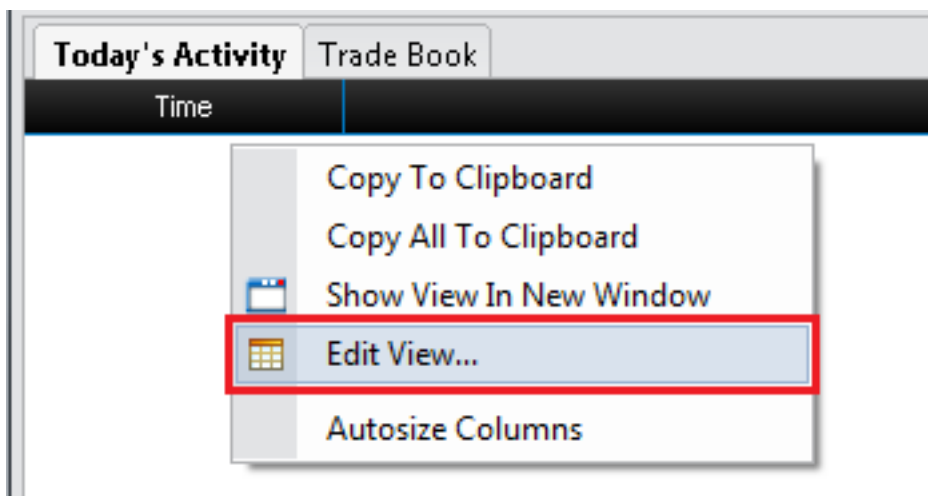 Today's Activity Trade Book
Time
Copy To Clipboard
Copy All To Clipboard
Show View In New Window
Edit View...
Autosize Columns